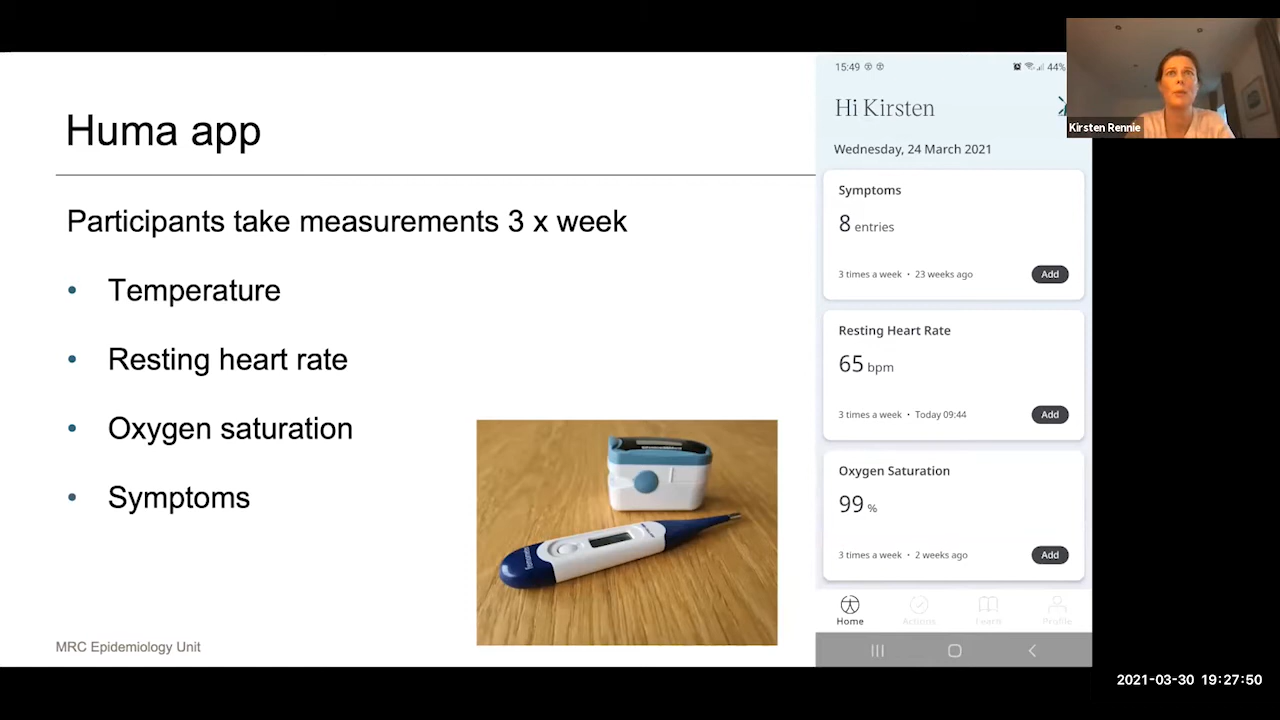 Huma app
Participants take measurements 3 x week
• Temperature
• Resting heart rate
• Oxygen saturation
• Symptoms
MRC Epidemiology Unit
15:49
44%
Hi Kirsten
Wednesday, 24 March 2021
Symptoms
8 entries
3 times a week • 23 weeks ago
Add
Resting Heart Rate
65 bpm
3 times a week • Today 09:44
Add
Oxygen Saturation
99 %
3 times a week • 2 weeks ago
Add
Home
Actions
Learn
Profile
Kirsten Rennie
2021-03-30 19:27:50